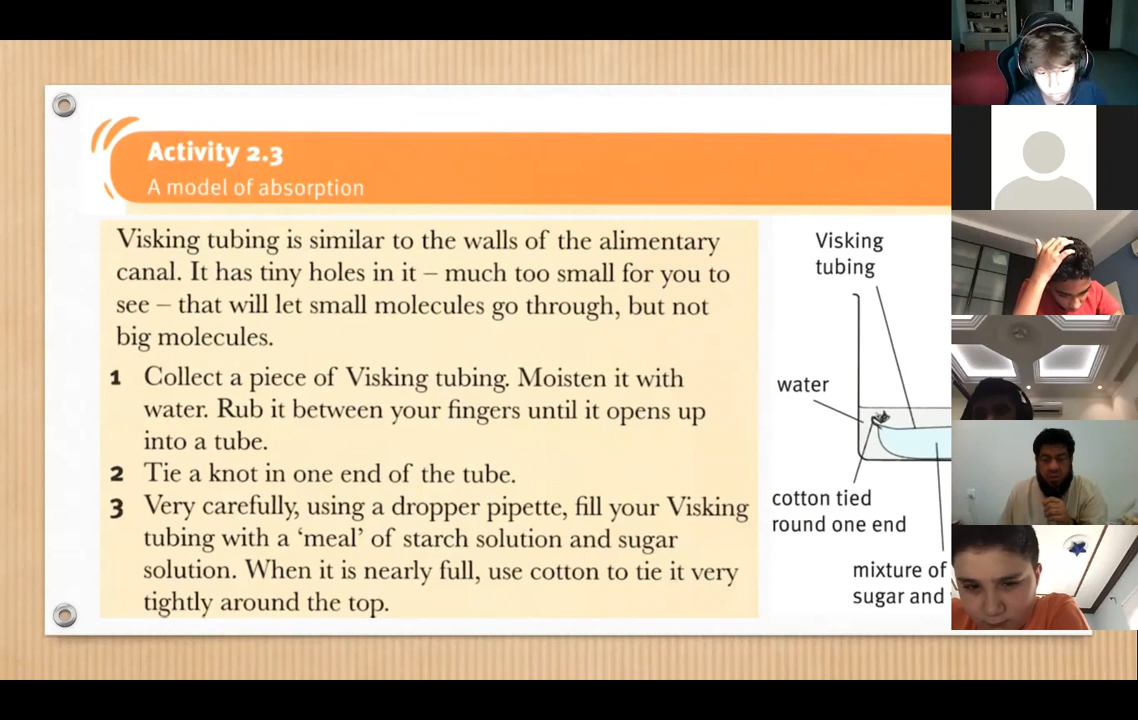 Activity 2.3
A model of absorption
Visking tubing is similar to the walls of the alimentary
canal. It has tiny holes in it – much too small for you to
see – that will let small molecules go through, but not
big molecules.
1 Collect a piece of Visking tubing. Moisten it with
water. Rub it between your fingers until it opens up
into a tube.
2 Tie a knot in one end of the tube.
3 Very carefully, using a dropper pipette, fill your Visking
tubing with a ‘meal’ of starch solution and sugar
solution. When it is nearly full, use cotton to tie it very
tightly around the top.
Visking
tubing
water
cotton tied
round one end
mixture of
sugar and